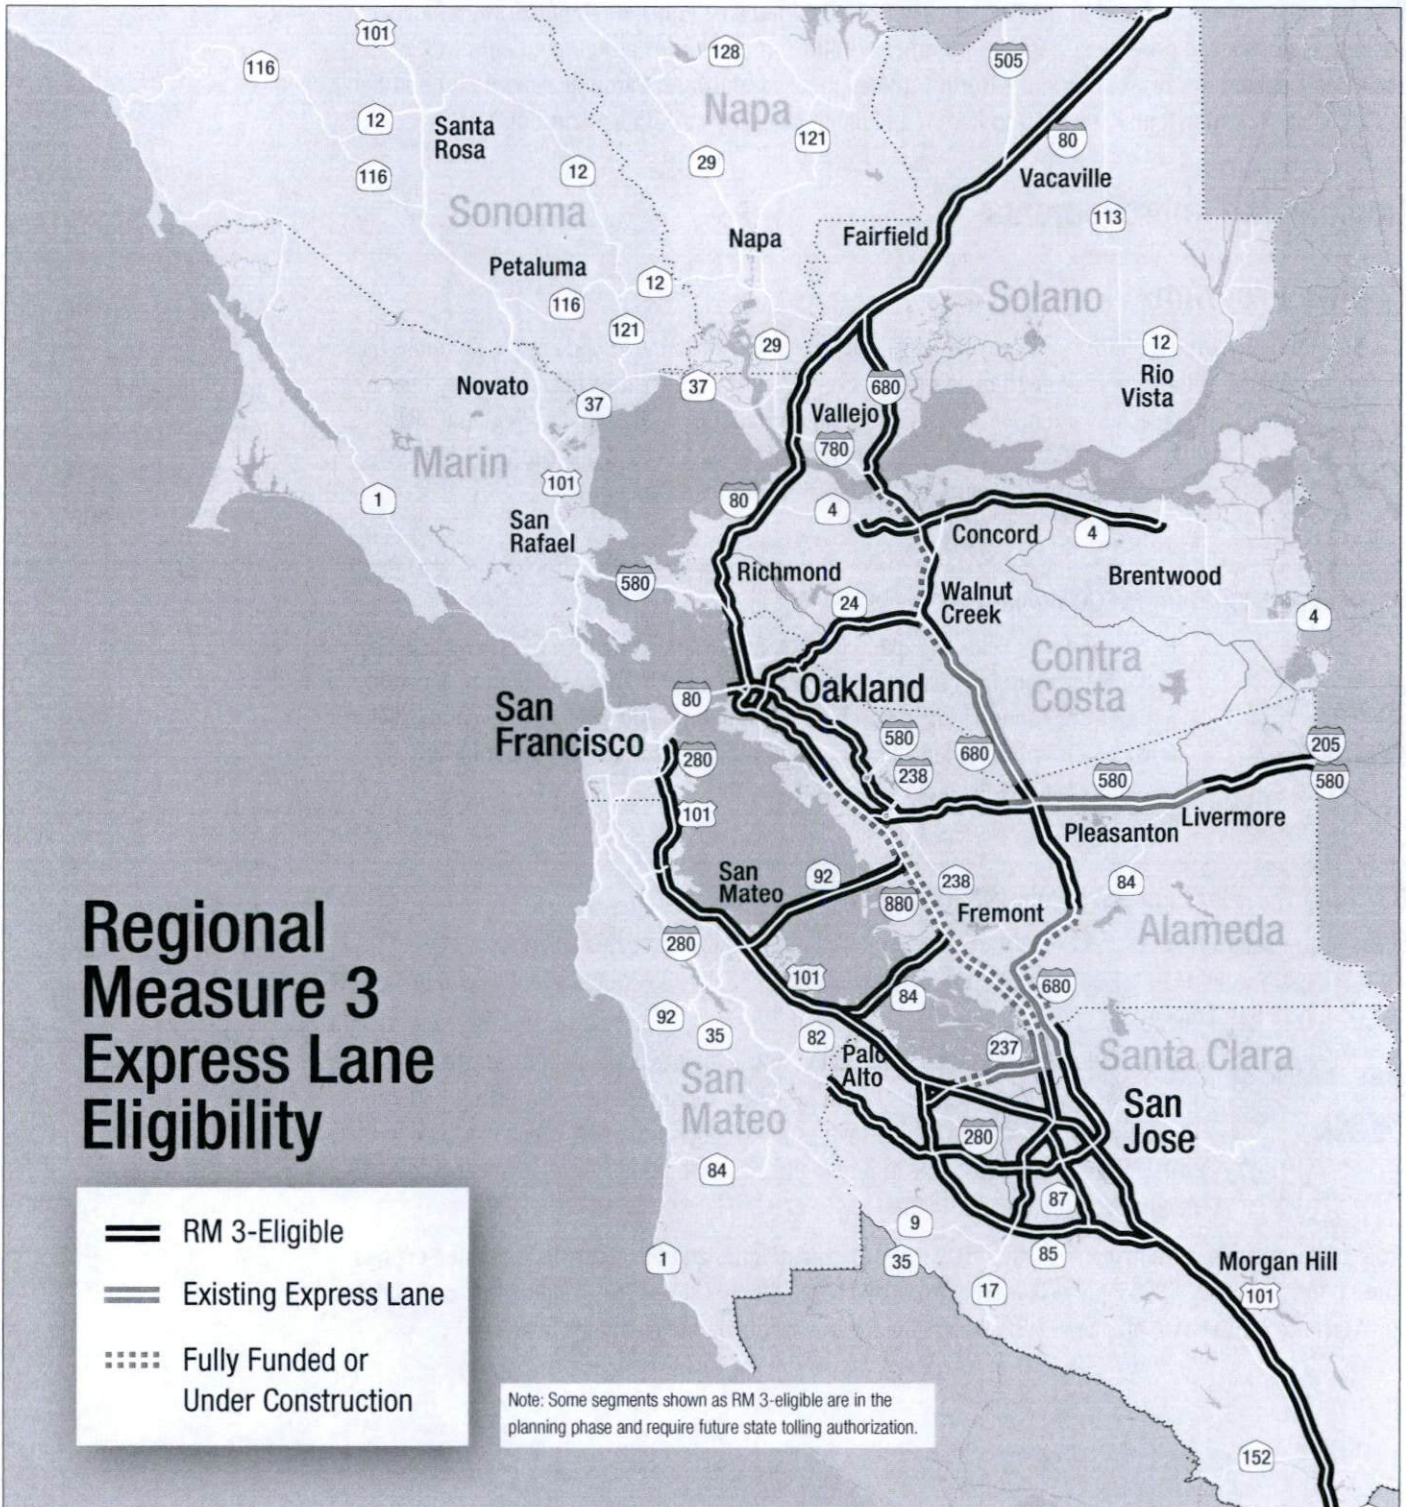 101
116
128
505
Napa
12
Santa
Rosa
121
80
116
12
29
Vacaville
Sonoma
113
Napa
Fairfield
Petaluma
12
Solano
116
121
29
12
Rio
Vista
Novato
37
37
680
Vallejo
Marin
780
1
101
80
4
San
Rafael
Concord
4
580
Richmond
Brentwood
24
Walnut
Creek
4
Contra
Costa
80
Oakland
San
Francisco
580
205
280
680
238
580
580
101
Livermore
Pleasanton
San
Mateo
92
238
84
880
Fremont
Alameda
280
101
680
84
92
35
82
237
Palo
Alto
Santa Clara
San
Mateo
San
Jose
280
84
87
9
35
85
1
17
Morgan Hill
101
152
Regional
Measure 3
Express Lane
Eligibility
RM 3-Eligible
Existing Express Lane
Fully Funded or
Under Construction
Note: Some segments shown as RM 3-eligible are in the
planning phase and require future state tolling authorization.